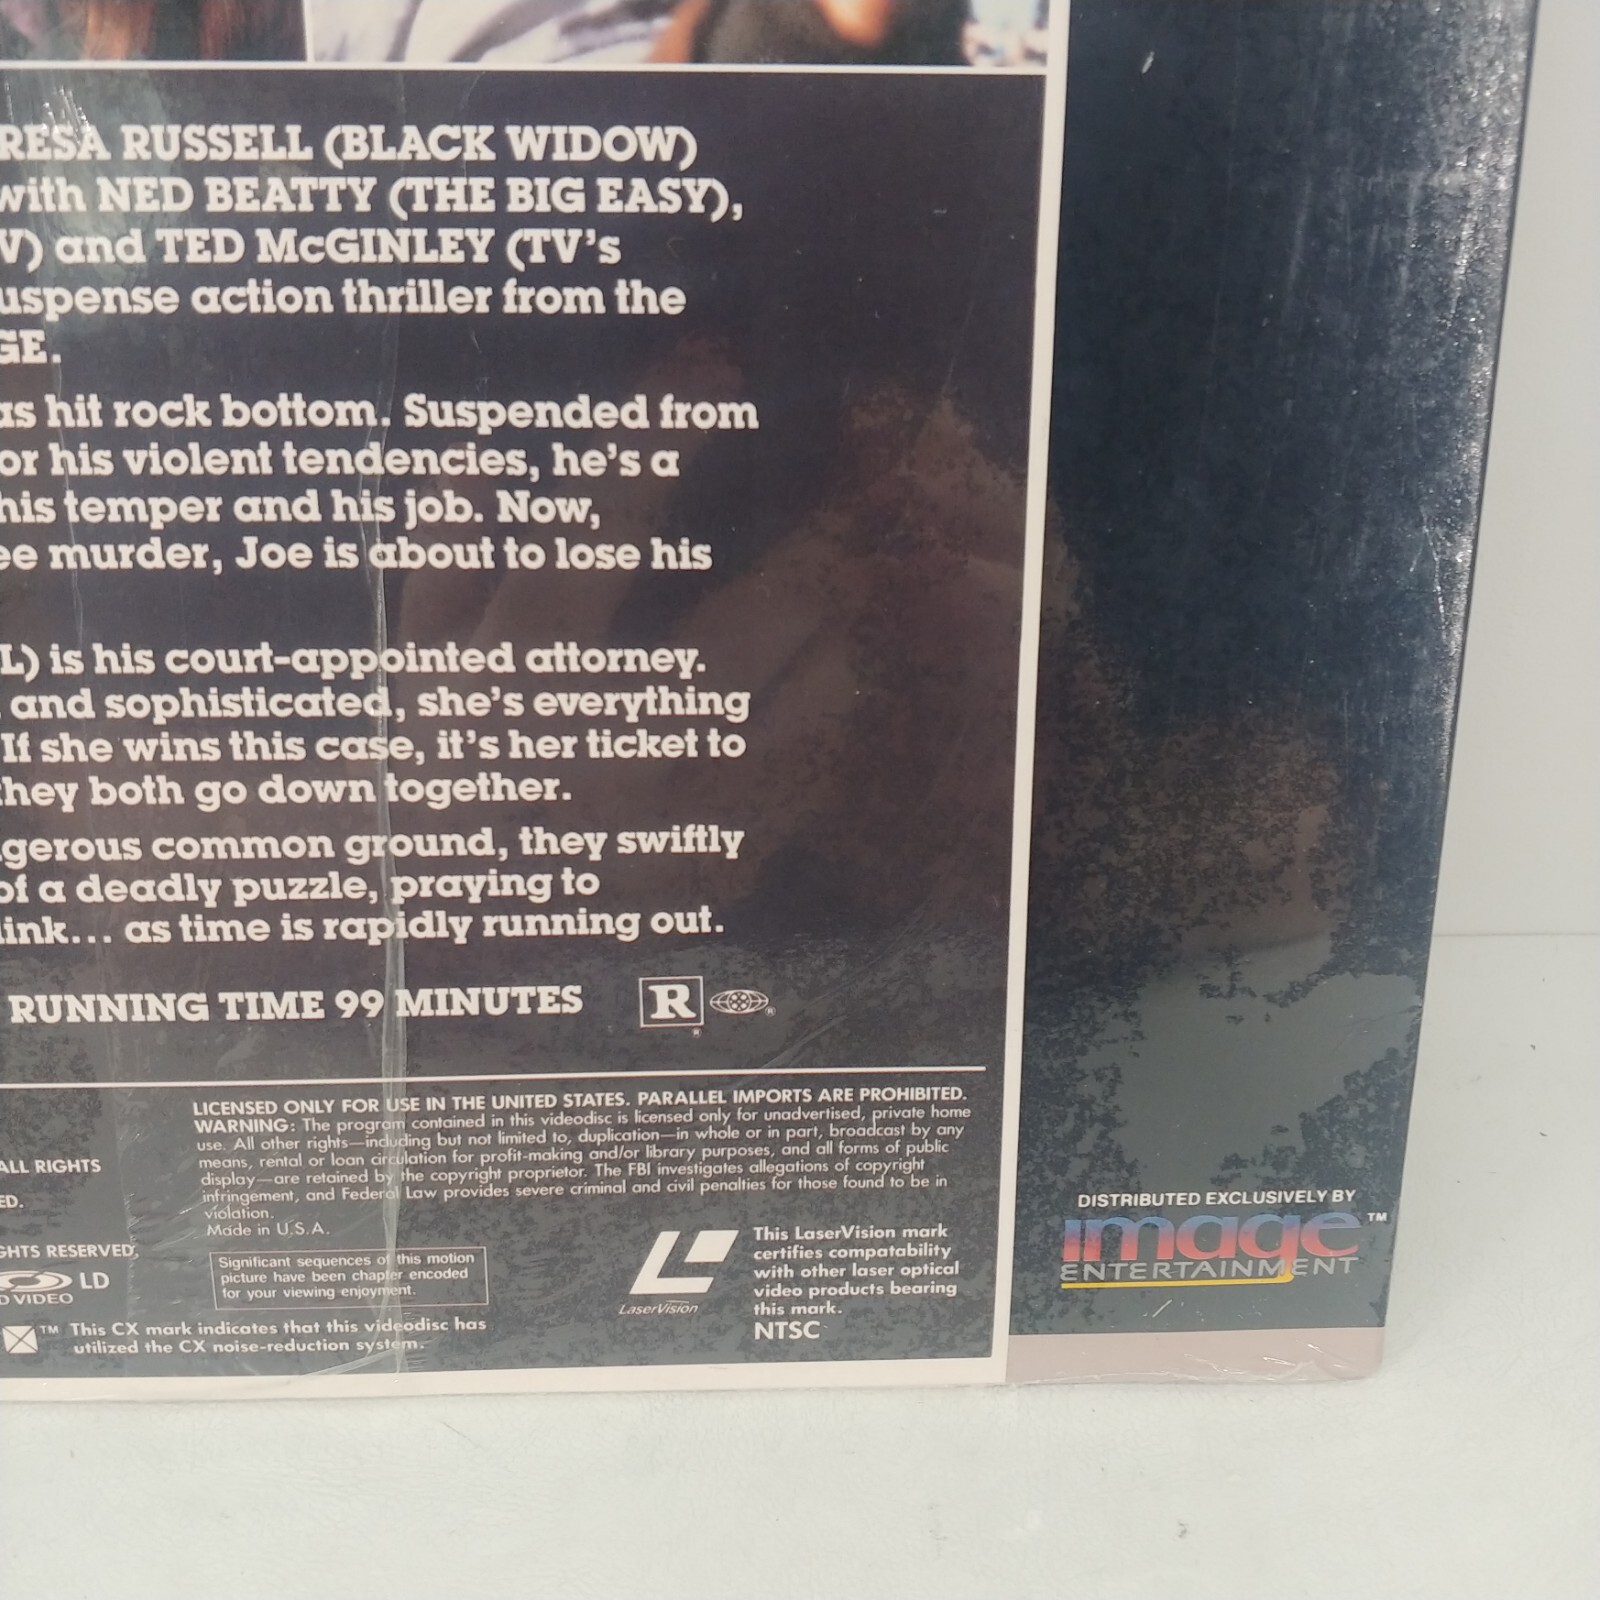 RESA RUSSELL (BLACK WIDOW)
with NED BEATTY (THE BIG EASY),
V) and TED McGINLEY (TV's
uspense action thriller from the
GE.
as hit rock bottom. Suspended from
or his violent tendencies, he's a
his temper and his job. Now,
ee murder, Joe is about to lose his
L) is his court-appointed attorney.
and sophisticated, she's everything
If she wins this case, it's her ticket to
they both go down together.
gerous common ground, they swiftly
of a deadly puzzle, praying to
link... as time is rapidly running out.
RUNNING TIME 99 MINUTES R ®
LICENSED ONLY FOR USE IN THE UNITED STATES. PARALLEL IMPORTS ARE PROHIBITED.
WARNING: The program contained in this videodisc is licensed only for unadvertised, private home
use. All other rights—including but not limited to, duplication—in whole or in part, broadcast by any
means, rental or loan circulation for profit-making and/or library purposes, and all forms of public
display—are retained by the copyright proprietor. The FBI investigates allegations of copyright
infringement, and Federal Law provides severe criminal and civil penalties for those found to be in
violation.
Made in U.S.A.
ALL RIGHTS
ED.
GHTS RESERVED,
LD
D VIDEO
Significant sequences of this motion
picture have been chapter encoded
for your viewing enjoyment.
™ This CX mark indicates that this videodisc has
utilized the CX noise-reduction system.
LaserVision
This LaserVision mark
certifies compatability
with other laser optical
video products bearing
this mark.
NTSC
DISTRIBUTED EXCLUSIVELY BY
image™
ENTERTAINMENT